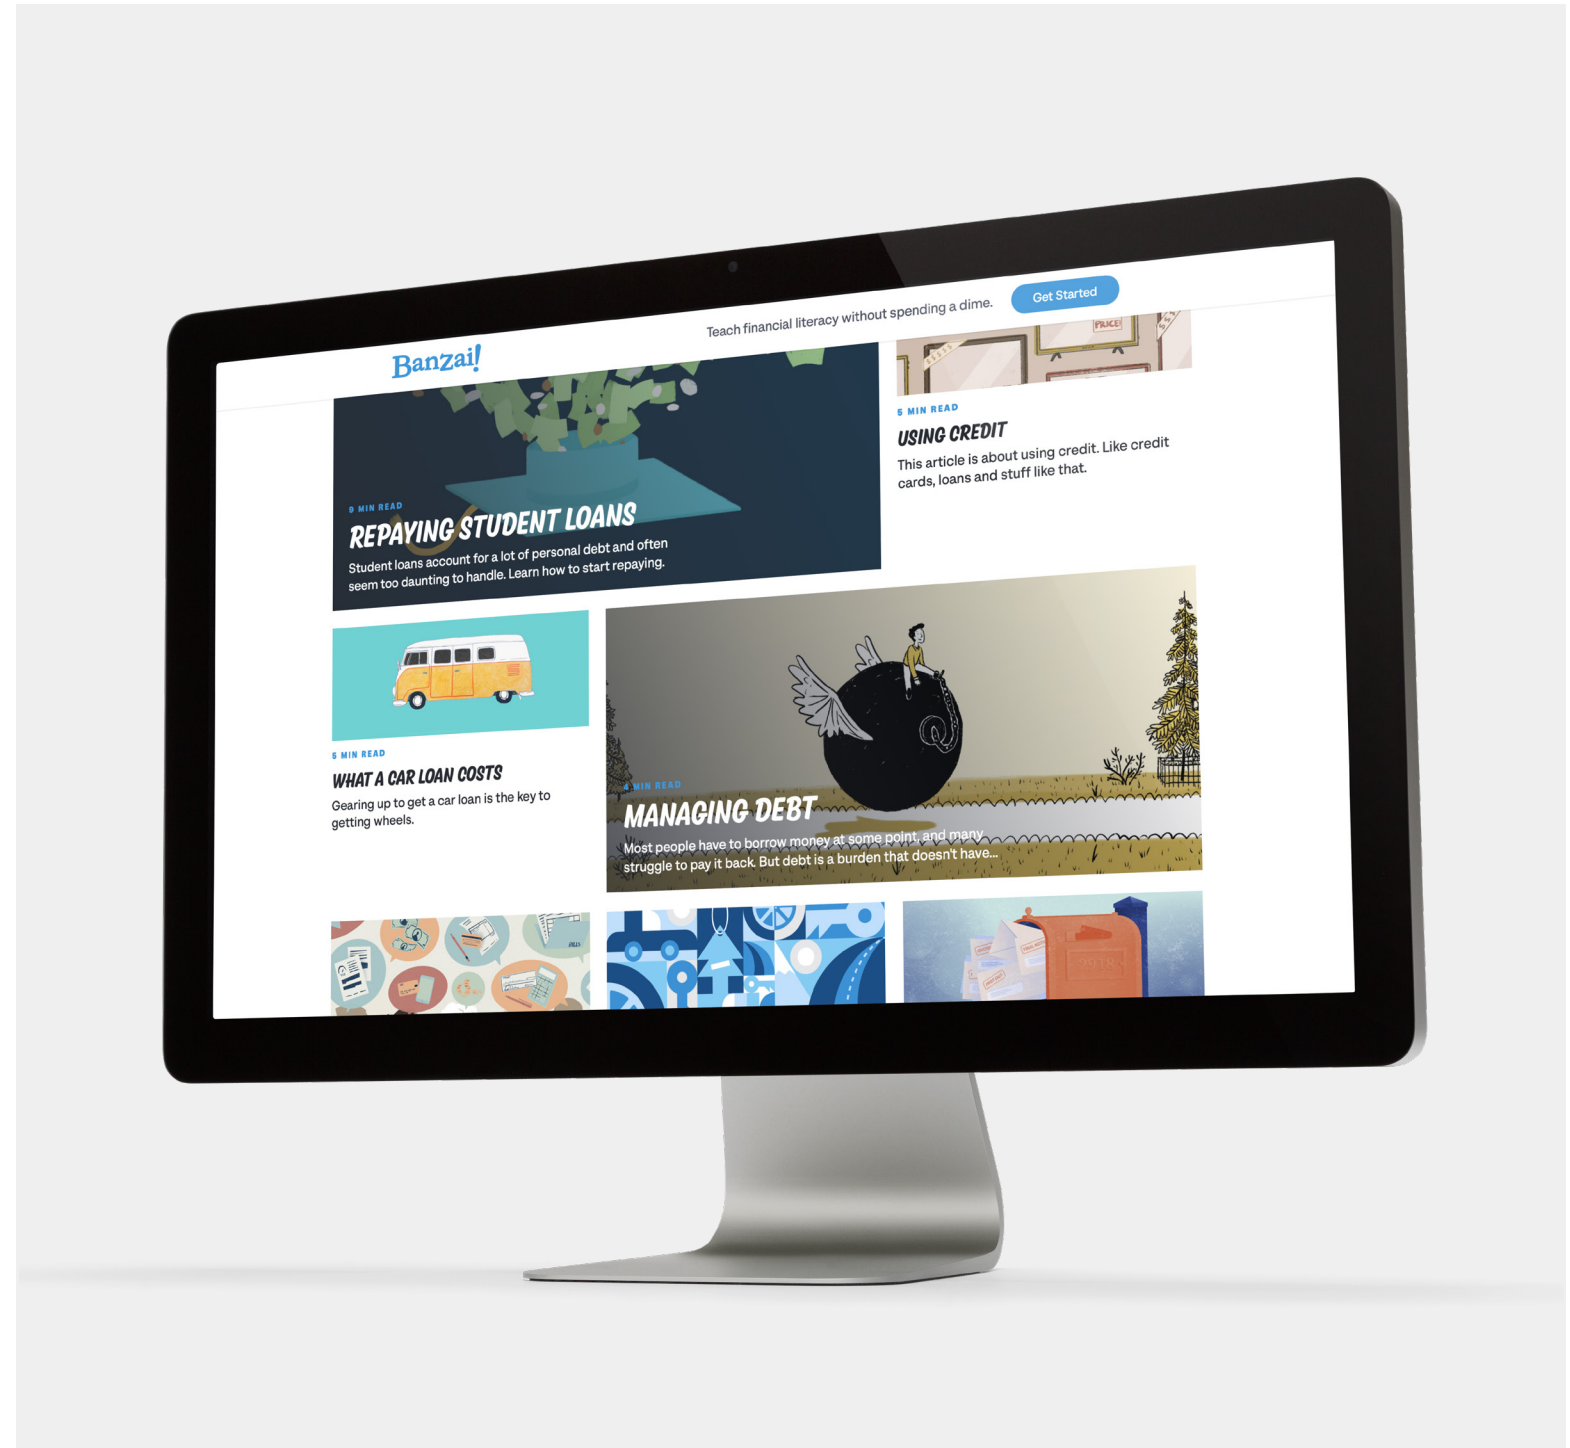 Banzai!
Teach financial literacy without spending a dime.
Get Started
PRICE
9 MIN READ
REPAYING STUDENT LOANS
Student loans account for a lot of personal debt and often
seem too daunting to handle. Learn how to start repaying.
5 MIN READ
USING CREDIT
This article is about using credit. Like credit
cards, loans and stuff like that.
5 MIN READ
WHAT A CAR LOAN COSTS
Gearing up to get a car loan is the key to
getting wheels.
4 MIN READ
MANAGING DEBT
Most people have to borrow money at some point, and many
struggle to pay it back. But debt is a burden that doesn't have...
BILLS
FINAL NOTICE